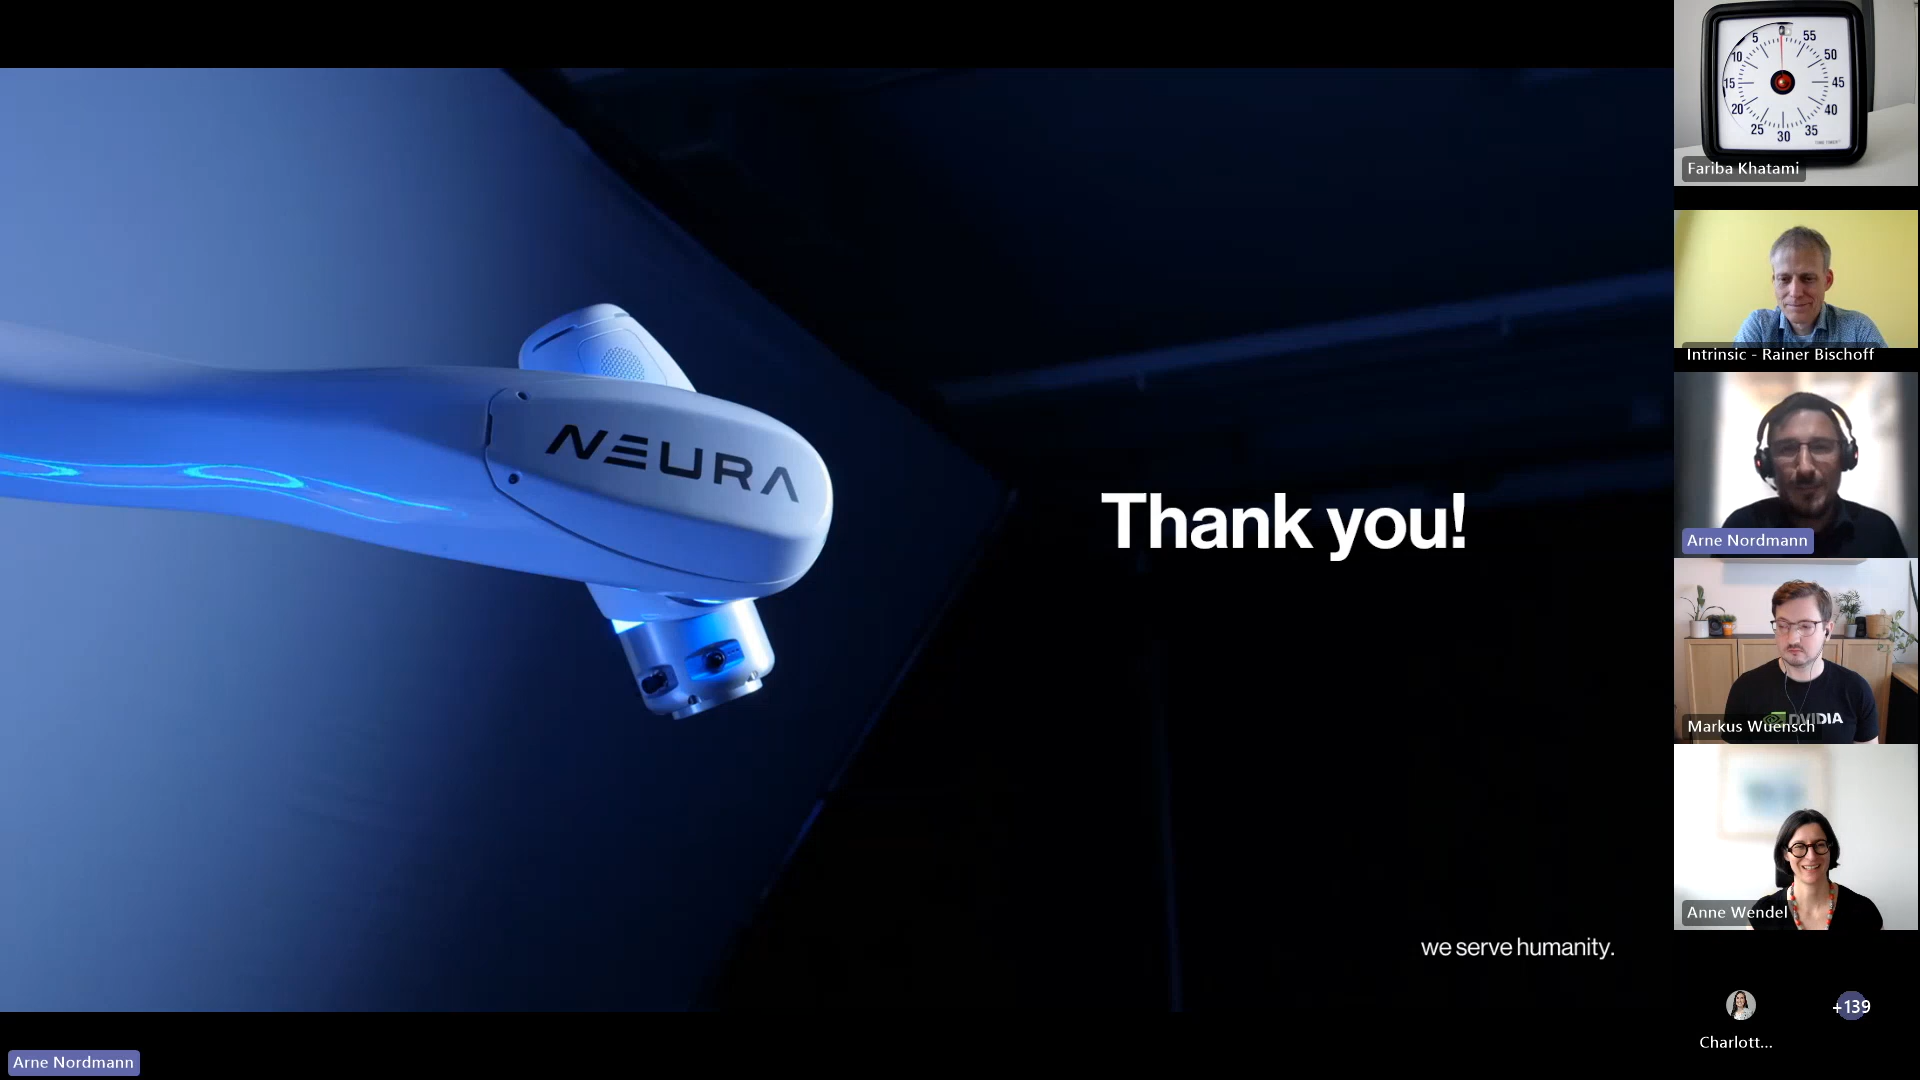 NEURA
Thank you!
we serve humanity.
Arne Nordmann
5
55
10
50
15
45
20
40
25
35
30
Fariba Khatami
Intrinsic - Rainer Bischoff
Arne Nordmann
NVIDIA
Markus Wuensch
Anne Wendel
Charlott...
+139